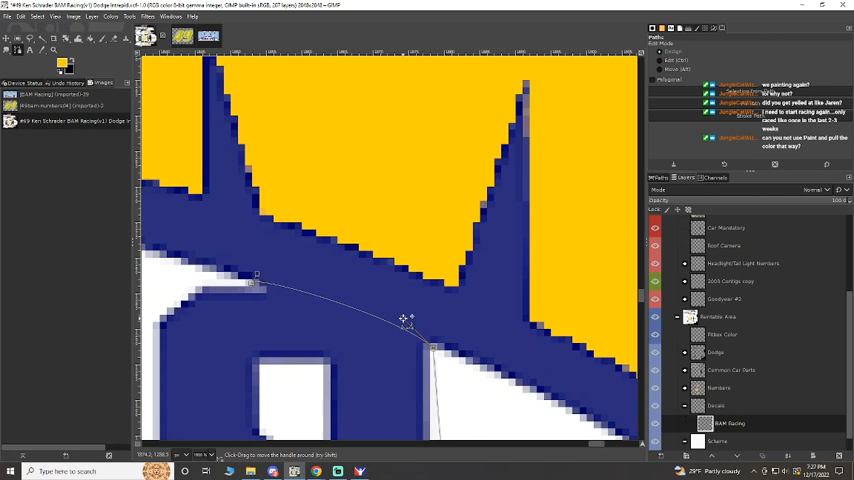 *#49 Ken Schrader BAM Racing(v1) Dodge Intrepid.xcf-1.0 (RGB color 8-bit gamma integer, GIMP built-in sRGB, 207 layers) 2048x2048 – GIMP
File Edit Select View Image Layer Colors Tools Filters Windows Help
Paths
Edit Mode
Design
Edit (Ctrl)
Move (Alt)
Polygonal
we painting again?
lol why not?
did you get yelled at like Jaren?
I need to start racing again....only raced like once in the last 2-3 weeks
can you not use Paint and pull the color that way?
Device Status
Undo History
Images
[BAM Racing] (imported)-39
#49 Ken Schrader BAM Racing(v1) Dodge In
Paths
Layers
Channels
Mode
Normal
Opacity
100.0
Lock:
Car Mandatory
Roof Camera
Headlight/Tail Light Numbers
2003 Contigs copy
Goodyear #2
Paintable Area
Pitbox Color
Dodge
Common Car Parts
Numbers
Decals
BAM Racing
Scheme
1874.2, 1288.5
px
Click-Drag to move the handle around (try Shift)
Type here to search
29°F Partly cloudy
7:27 PM
12/17/2022